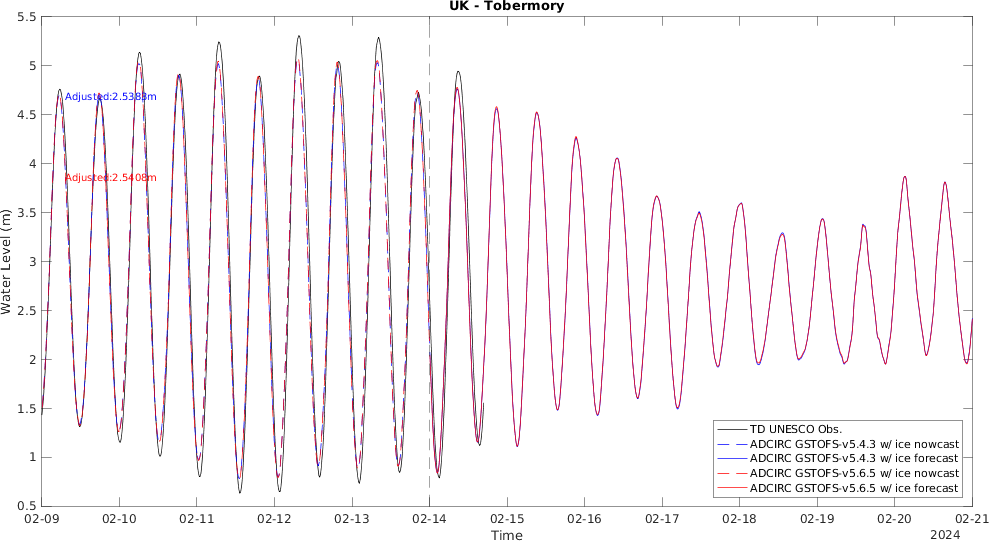 UK - Tobermory
5.5
5
4.5
4
3.5
3
2.5
2
1.5
1
0.5
Water Level (m)
Adjusted:2.5383m
Adjusted:2.5408m
TD UNESCO Obs.
ADCIRC GSTOFS-v5.4.3 w/ ice nowcast
ADCIRC GSTOFS-v5.4.3 w/ ice forecast
ADCIRC GSTOFS-v5.6.5 w/ ice nowcast
ADCIRC GSTOFS-v5.6.5 w/ ice forecast
02-09 02-10 02-11 02-12 02-13 02-14 02-15 02-16 02-17 02-18 02-19 02-20 02-21
Time
2024